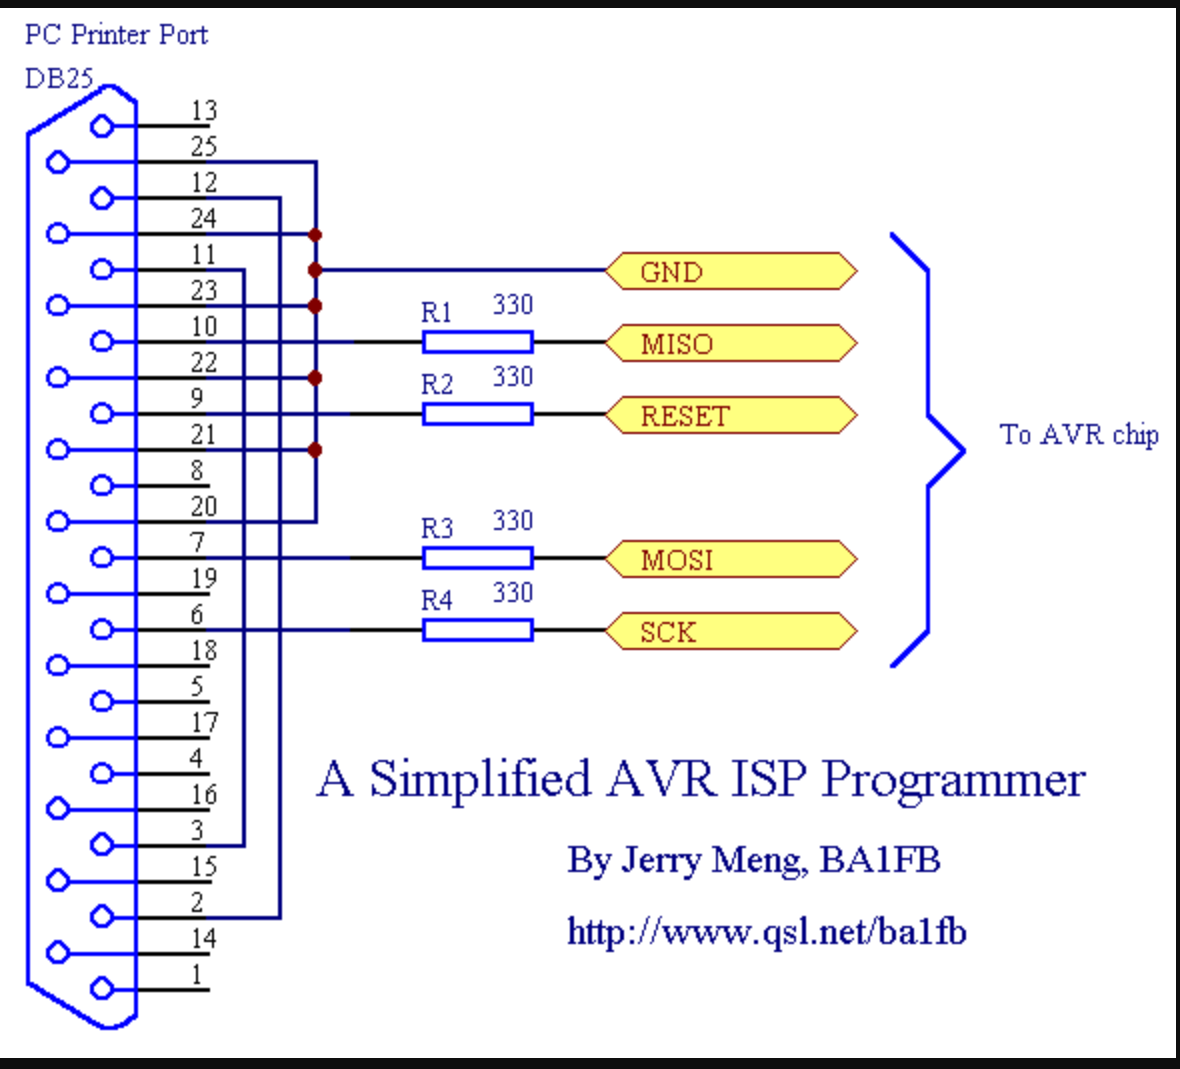 PC Printer Port
DB25
13
25
12
24
11
23
10
22
9
21
8
20
7
19
6
18
5
17
4
16
3
15
2
14
1
GND
R1 330
MISO
R2 330
RESET
R3 330
MOSI
R4 330
SCK
To AVR chip
A Simplified AVR ISP Programmer
By Jerry Meng, BA1FB
http://www.qsl.net/ba1fb